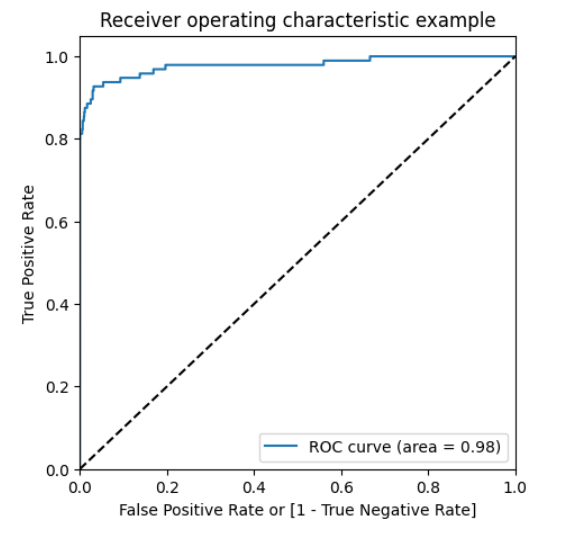 Receiver operating characteristic example
1.0
0.8
0.6
0.4
0.2
0.0
True Positive Rate
ROC curve (area = 0.98)
0.0 0.2 0.4 0.6 0.8 1.0
False Positive Rate or [1 - True Negative Rate]